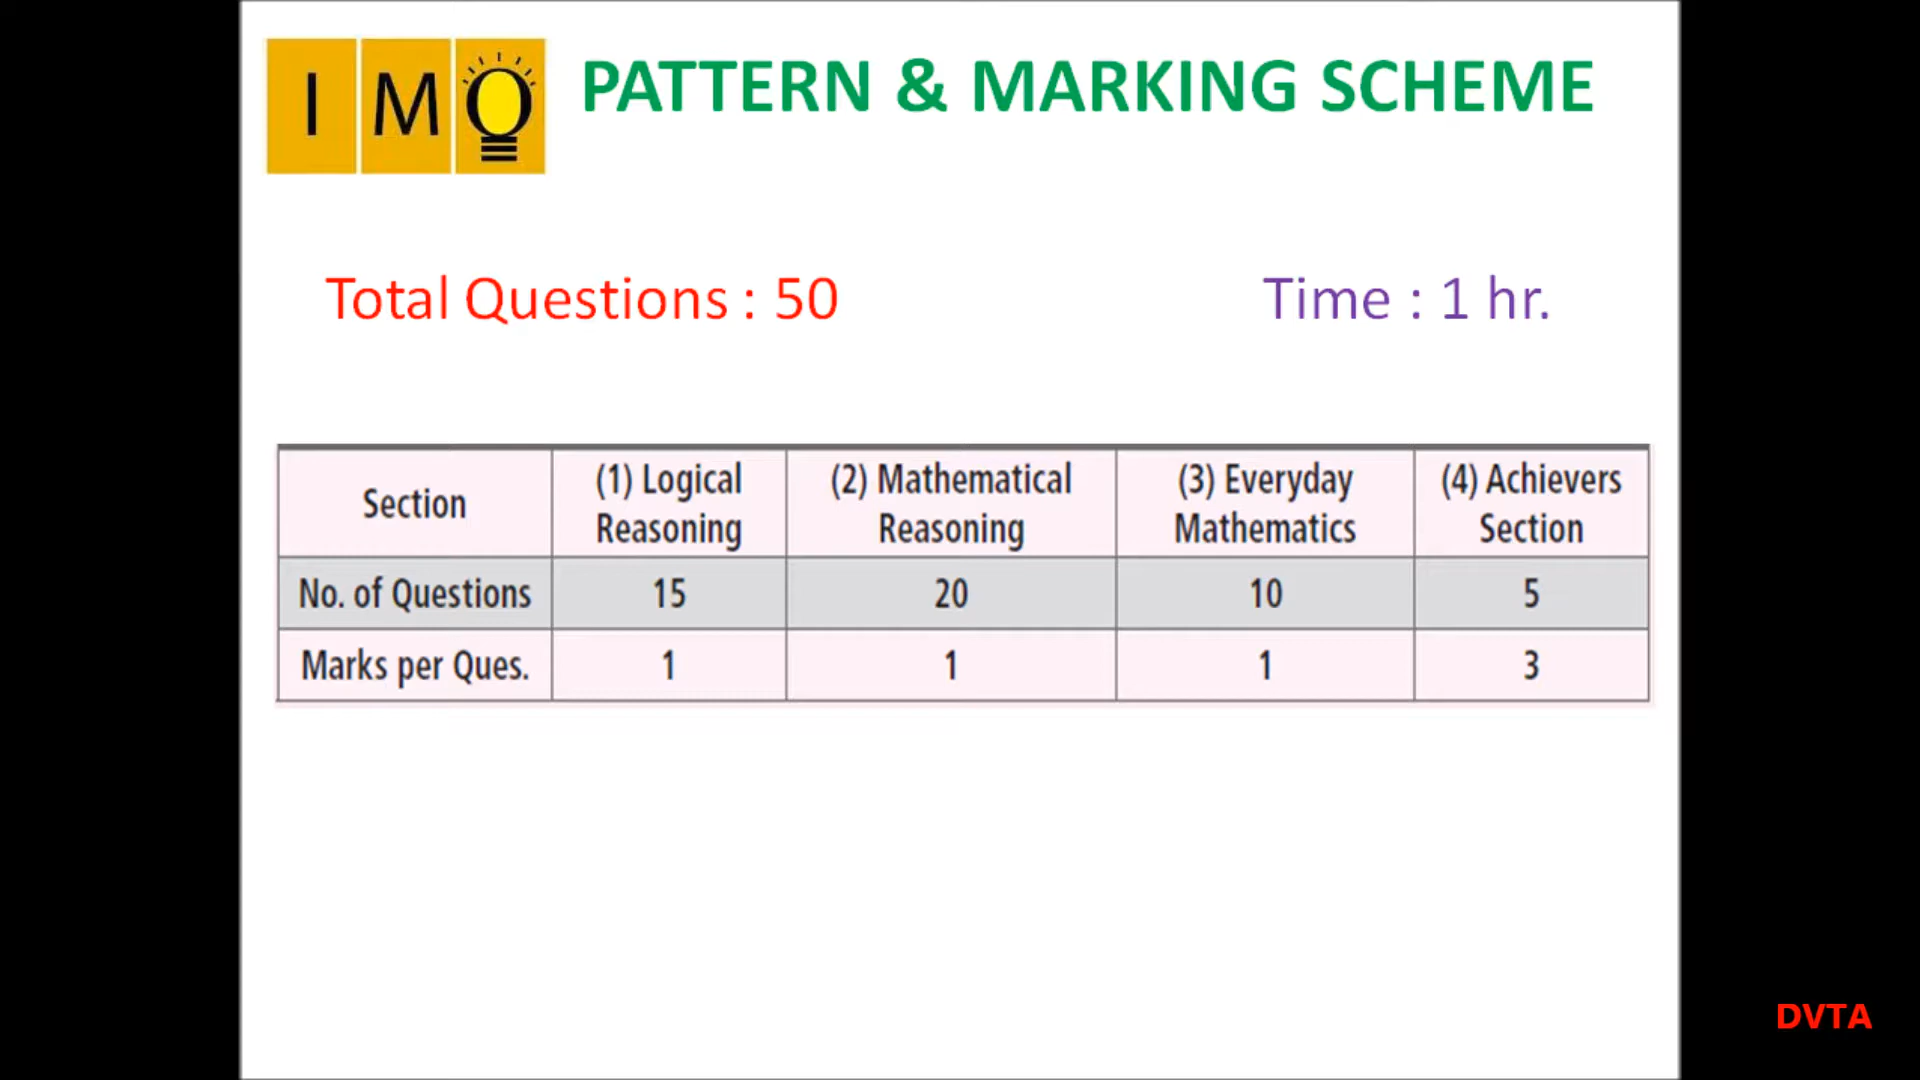 IMO PATTERN & MARKING SCHEME
Total Questions : 50 Time : 1 hr.
Section (1) Logical Reasoning (2) Mathematical Reasoning (3) Everyday Mathematics (4) Achievers Section
No. of Questions 15 20 10 5
Marks per Ques. 1 1 1 3
DVTA